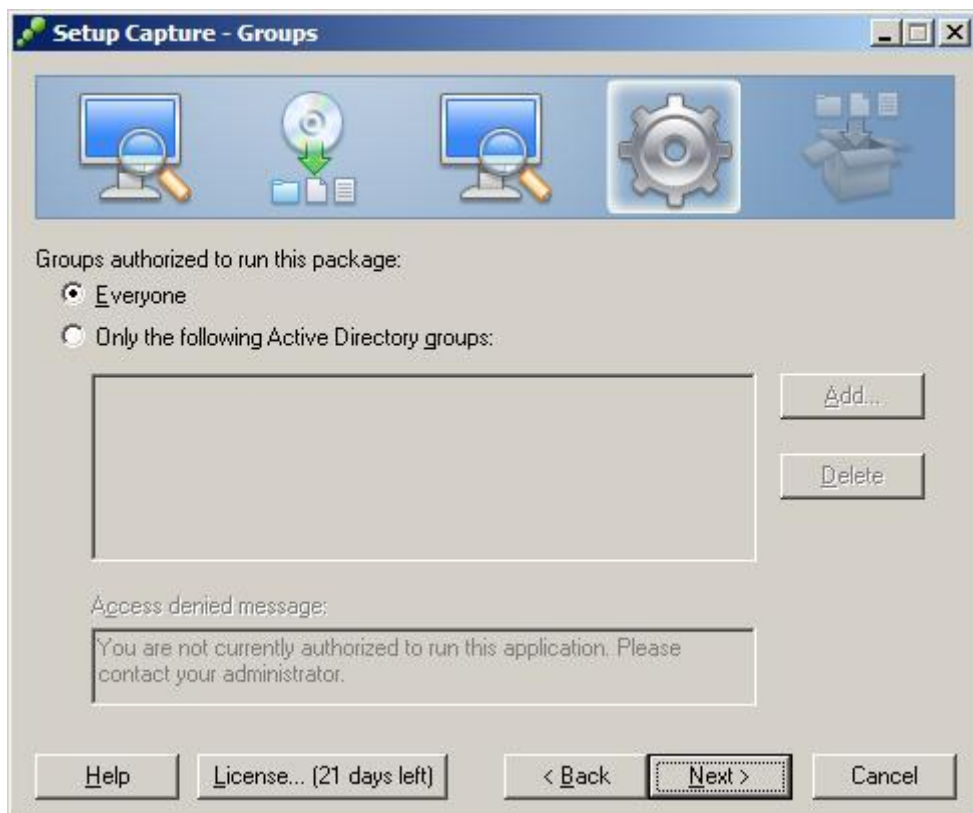 Setup Capture - Groups
Groups authorized to run this package:
Everyone
Only the following Active Directory groups:
Add...
Delete
Access denied message:
You are not currently authorized to run this application. Please
contact your administrator.
Help
License... (21 days left)
< Back
Next >
Cancel